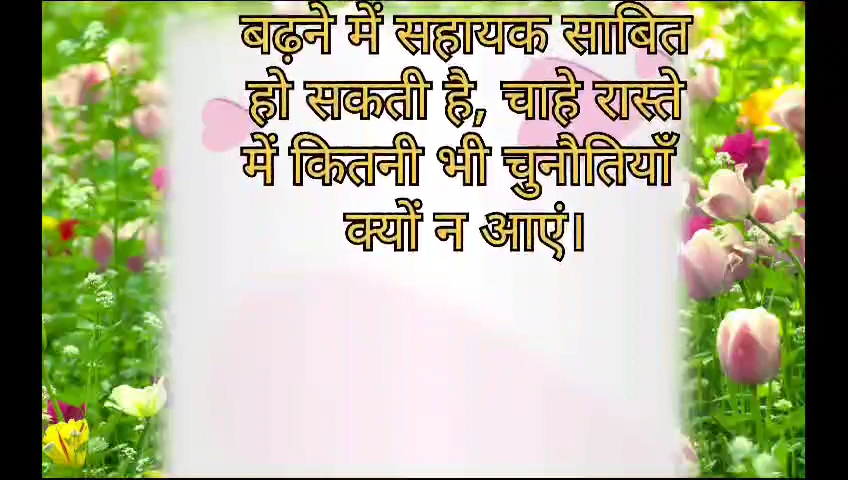 बढ़ने में सहायक साबित
हो सकती है, चाहे रास्ते
में कितनी भी चुनौतियाँ
क्यों न आएं।